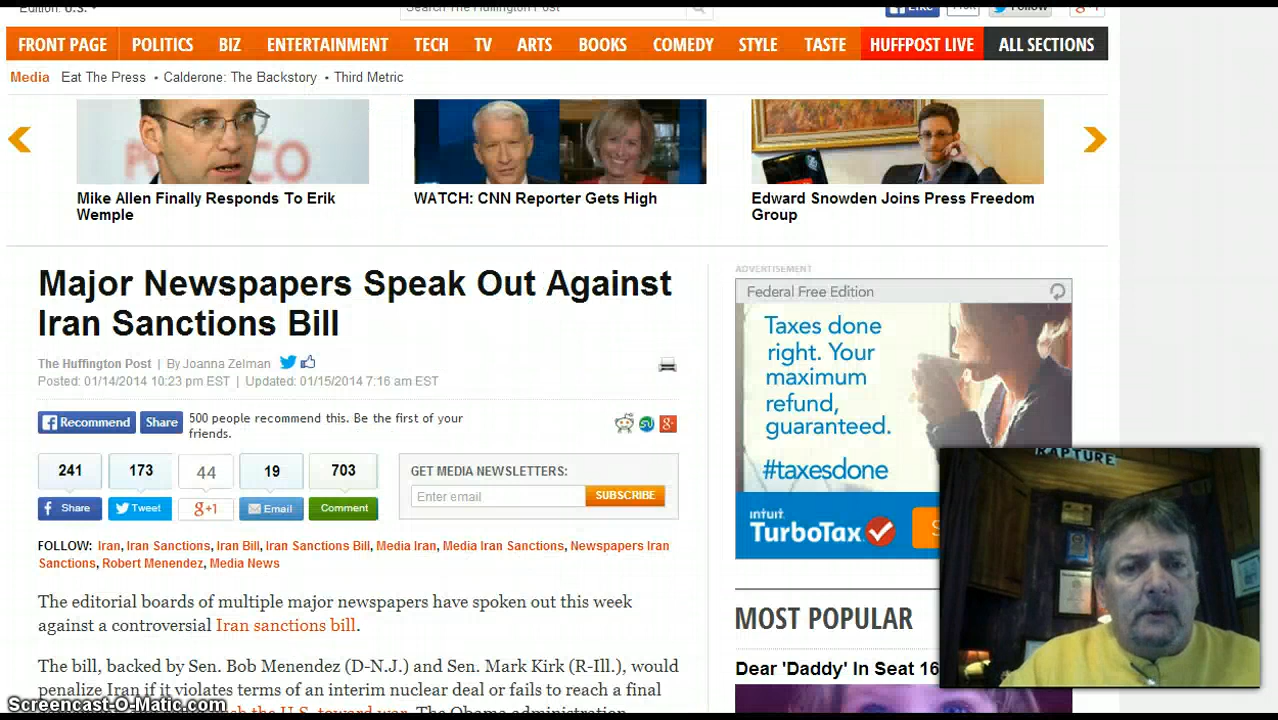 Edition: U.S.
Search The Huffington Post
Like
Follow
FRONT PAGE POLITICS BIZ ENTERTAINMENT TECH TV ARTS BOOKS COMEDY STYLE TASTE HUFFPOST LIVE ALL SECTIONS
Media Eat The Press • Calderone: The Backstory • Third Metric
Mike Allen Finally Responds To Erik
Wemple
WATCH: CNN Reporter Gets High
Edward Snowden Joins Press Freedom
Group
Major Newspapers Speak Out Against
Iran Sanctions Bill
The Huffington Post | By Joanna Zelman
Posted: 01/14/2014 10:23 pm EST | Updated: 01/15/2014 7:16 am EST
Recommend Share 500 people recommend this. Be the first of your
friends.
241 173 44 19 703
Share Tweet g+1 Email Comment
GET MEDIA NEWSLETTERS:
Enter email SUBSCRIBE
FOLLOW: Iran, Iran Sanctions, Iran Bill, Iran Sanctions Bill, Media Iran, Media Iran Sanctions, Newspapers Iran
Sanctions, Robert Menendez, Media News
The editorial boards of multiple major newspapers have spoken out this week
against a controversial Iran sanctions bill.
The bill, backed by Sen. Bob Menendez (D-N.J.) and Sen. Mark Kirk (R-Ill.), would
penalize Iran if it violates terms of an interim nuclear deal or fails to reach a final
the U.S. toward war. The Obama administration
ADVERTISEMENT
Federal Free Edition
Taxes done
right. Your
maximum
refund,
guaranteed.
#taxesdone
intuit
TurboTax
MOST POPULAR
Dear 'Daddy' In Seat 16
RAPTURE
Screencast-O-Matic.com